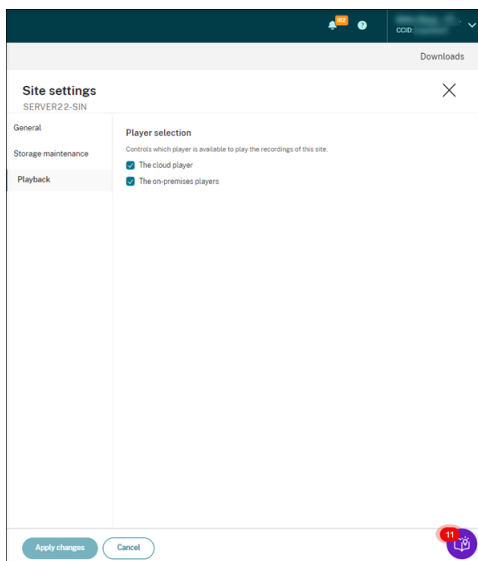 162
?
CCID:
Downloads
Site settings
SERVER22-SIN
General
Storage maintenance
Playback
Player selection
Controls which player is available to play the recordings of this site.
The cloud player
The on-premises players
11
Apply changes
Cancel